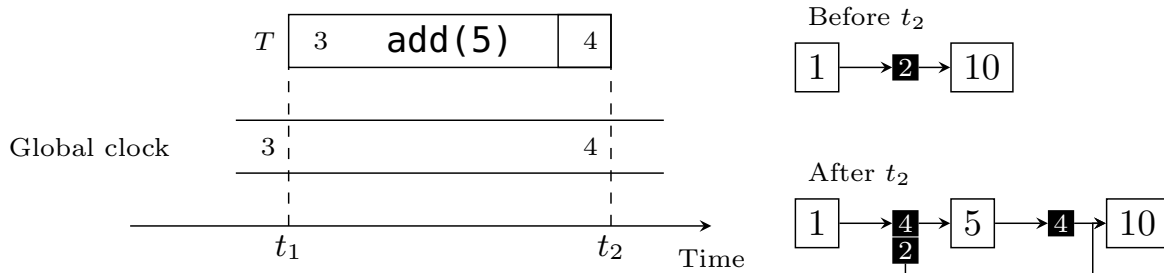 T 3 add(5) 4
Global clock 3 4
t₁ t₂ Time
Before t₂
1 2 10
After t₂
1 4 5 4 10
2